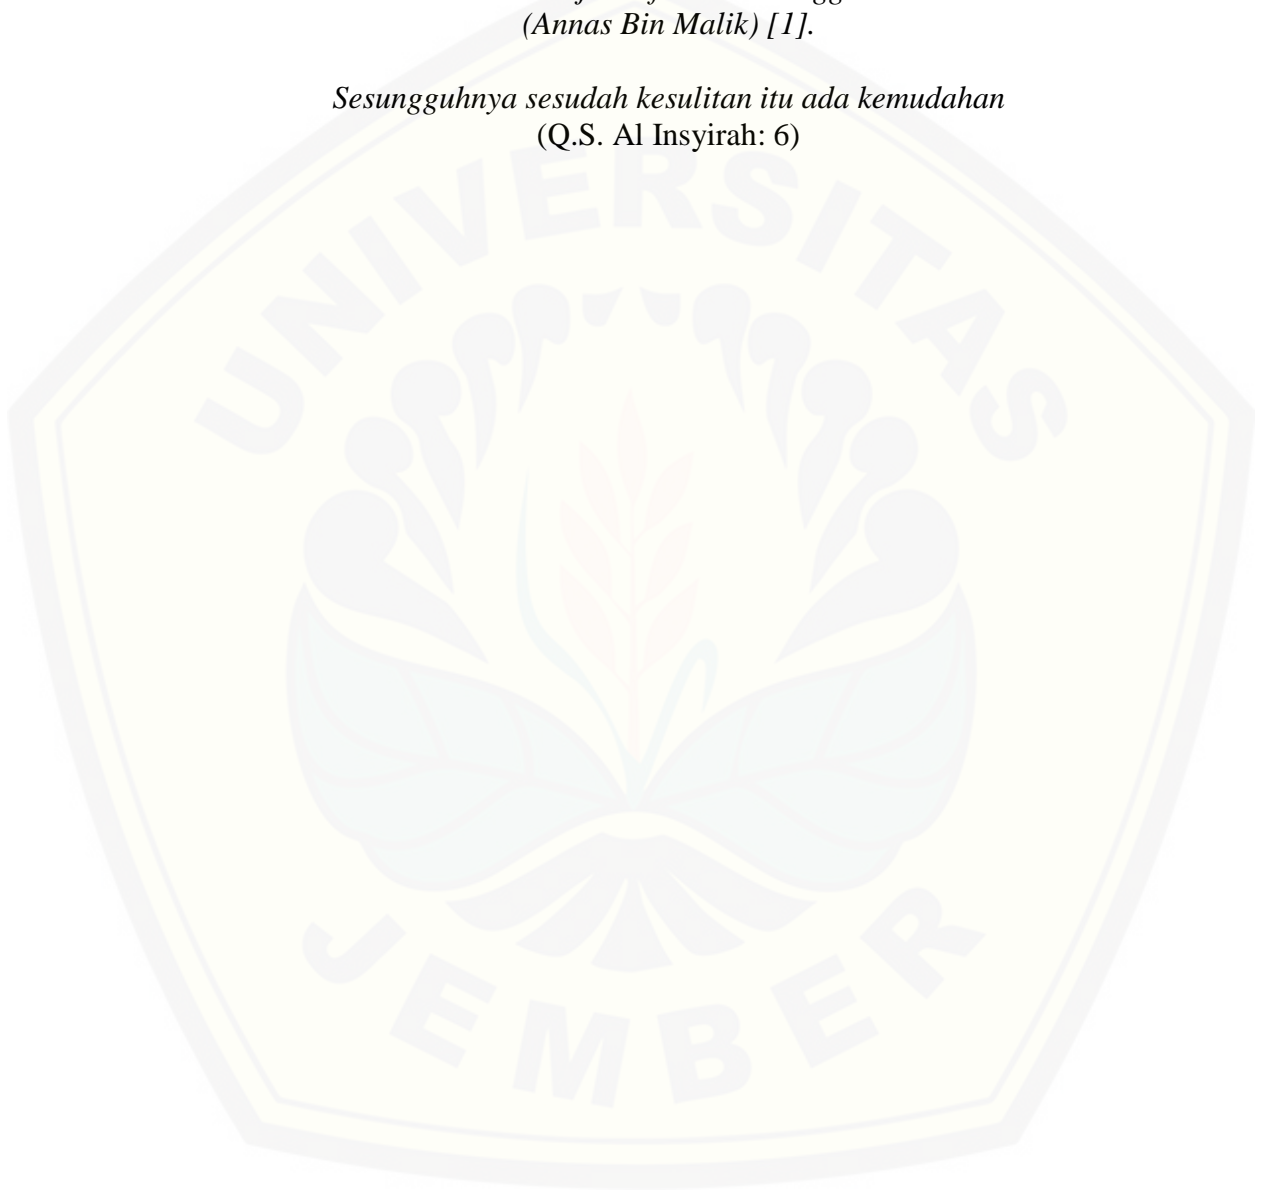 (Annas Bin Malik) [1].
Sesungguhnya sesudah kesulitan itu ada kemudahan
(Q.S. Al Insyirah: 6)
UNIVERSITAS
JEMBER